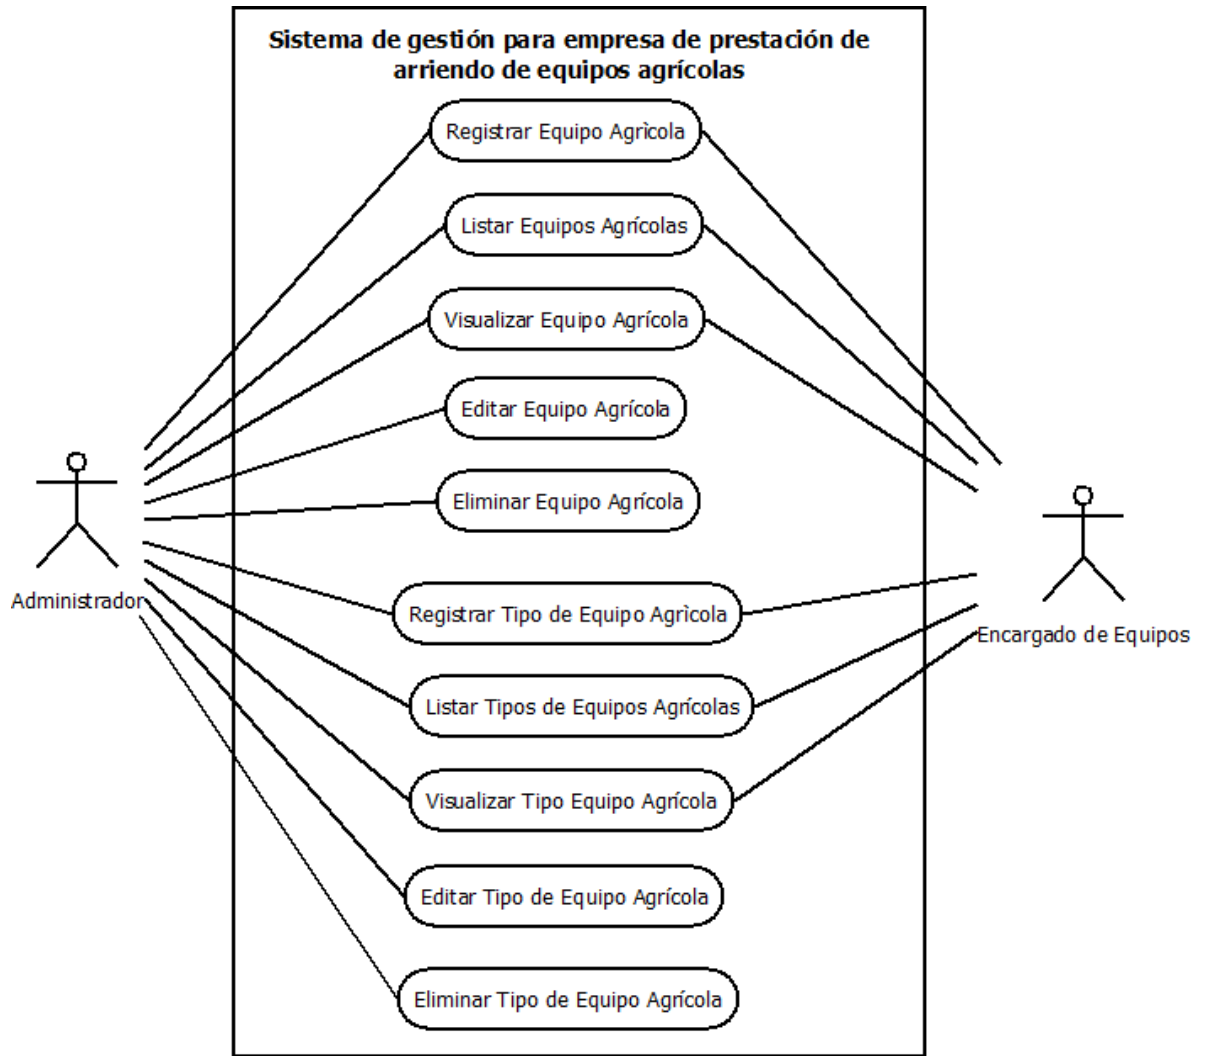 Sistema de gestión para empresa de prestación de
arriendo de equipos agrícolas
Registrar Equipo Agrìcola
Listar Equipos Agrícolas
Visualizar Equipo Agrícola
Editar Equipo Agrícola
Eliminar Equipo Agrícola
Administrador
Registrar Tipo de Equipo Agrìcola
Encargado de Equipos
Listar Tipos de Equipos Agrícolas
Visualizar Tipo Equipo Agrícola
Editar Tipo de Equipo Agrícola
Eliminar Tipo de Equipo Agrícola